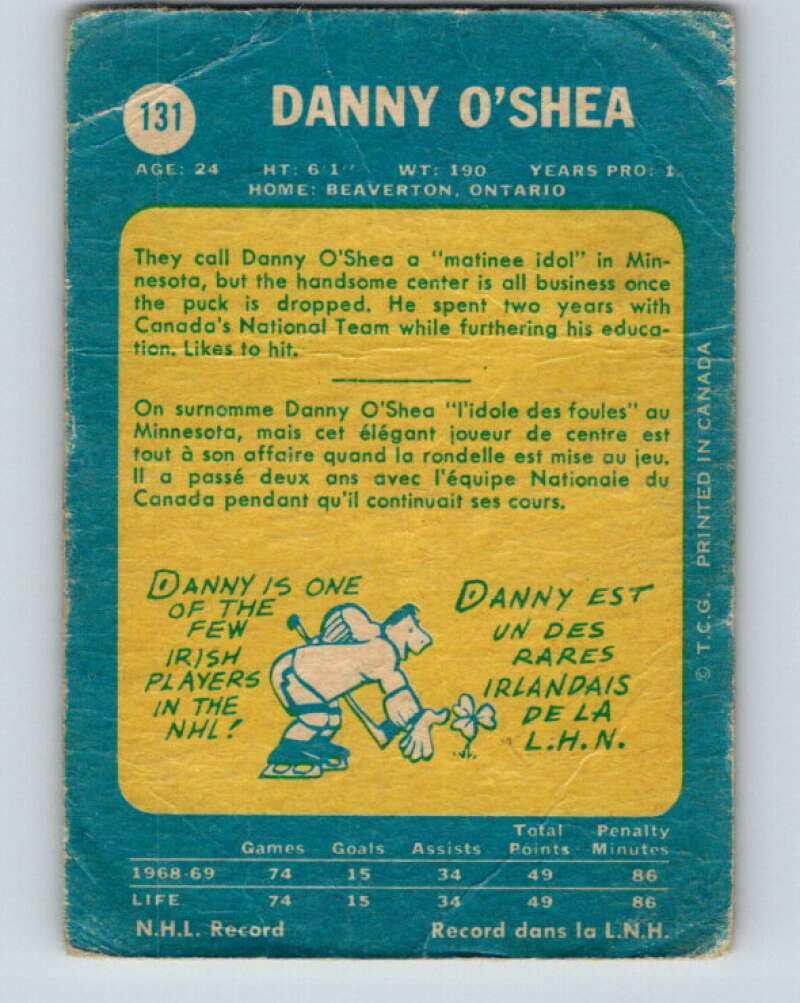 131
DANNY O'SHEA
AGE: 24 HT: 6'1" WT: 190 YEARS PRO: 1
HOME: BEAVERTON, ONTARIO
They call Danny O'Shea a "matinee idol" in Min-
nesota, but the handsome center is all business once
the puck is dropped. He spent two years with
Canada's National Team while furthering his educa-
tion. Likes to hit.
On surnomme Danny O'Shea "l'idole des foules" au
Minnesota, mais cet élégant joueur de centre est
tout à son affaire quand la rondelle est mise au jeu.
Il a passé deux ans avec l'équipe Nationale du
Canada pendant qu'il continuait ses cours.
DANNY IS ONE
OF THE
FEW
IRISH
PLAYERS
IN THE
NHL!
DANNY EST
UN DES
RARES
IRLANDAIS
DE LA
L.H.N.
© T.C.G. PRINTED IN CANADA
Total Penalty
Games Goals Assists Points Minutes
1968-69 74 15 34 49 86
LIFE 74 15 34 49 86
N.H.L. Record Record dans la L.N.H.